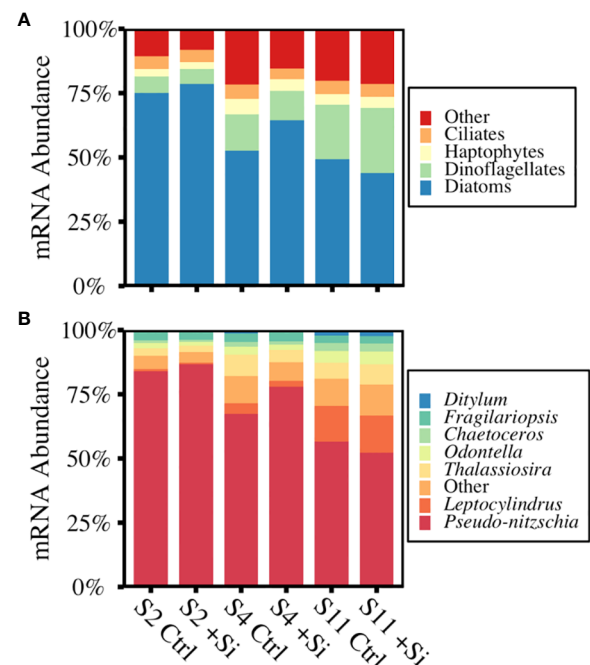 A
100%
75%
50%
25%
0%
mRNA Abundance
Other
Ciliates
Haptophytes
Dinoflagellates
Diatoms
B
100%
75%
50%
25%
0%
mRNA Abundance
Ditylum
Fragilariopsis
Chaetoceros
Odontella
Thalassiosira
Other
Leptocylindrus
Pseudo-nitzschia
S2 Ctrl
S2 +Si
S4 Ctrl
S4 +Si
S11 Ctrl
S11 +Si